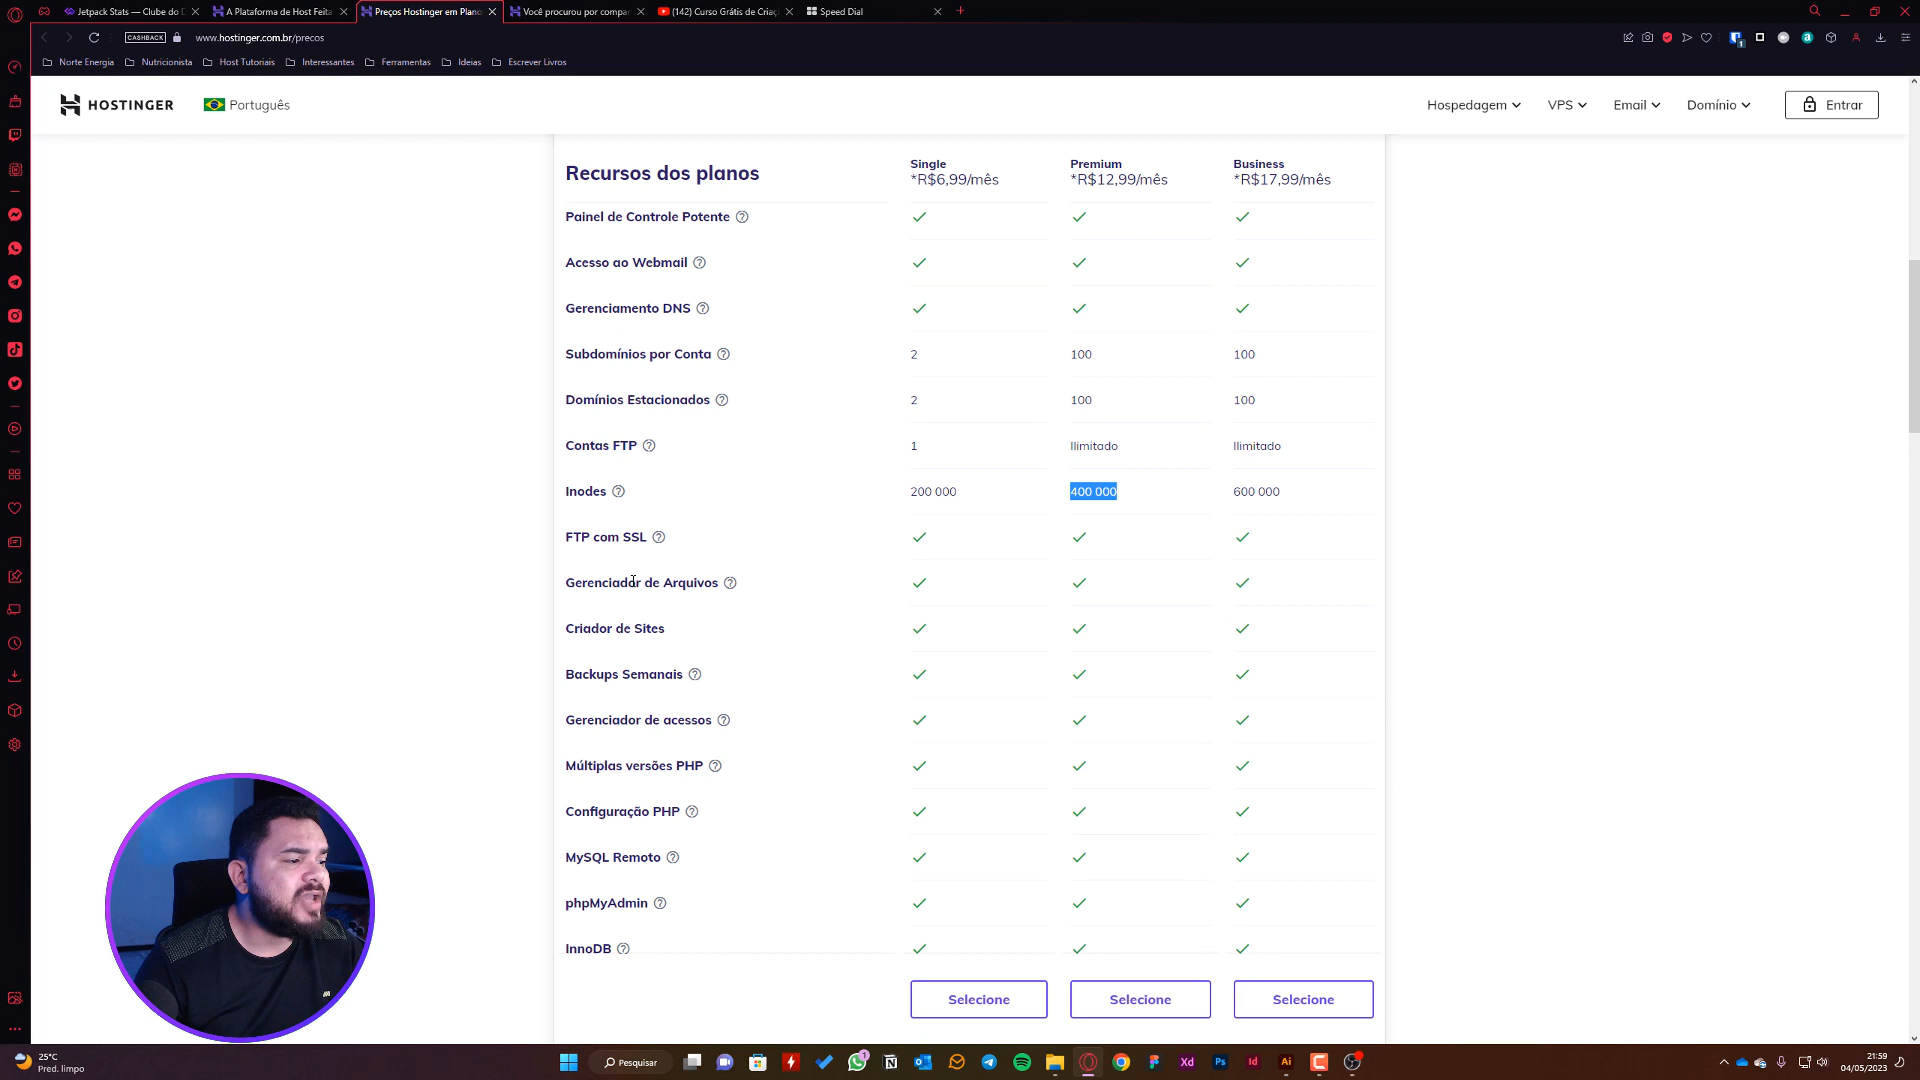 Jetpack Stats — Clube do D
A Plataforma de Host Feita
Preços Hostinger em Plano
Você procurou por compar
(142) Curso Grátis de Criaç
Speed Dial
CASHBACK
www.hostinger.com.br/precos
Norte Energia
Nutricionista
Host Tutoriais
Interessantes
Ferramentas
Ideias
Escrever Livros
HOSTINGER
Português
Hospedagem
VPS
Email
Domínio
Entrar
Recursos dos planos
Single
*R$6,99/mês
Premium
*R$12,99/mês
Business
*R$17,99/mês
Painel de Controle Potente
Acesso ao Webmail
Gerenciamento DNS
Subdomínios por Conta 2 100 100
Domínios Estacionados 2 100 100
Contas FTP 1 Ilimitado Ilimitado
Inodes 200 000 400 000 600 000
FTP com SSL
Gerenciador de Arquivos
Criador de Sites
Backups Semanais
Gerenciador de acessos
Múltiplas versões PHP
Configuração PHP
MySQL Remoto
phpMyAdmin
InnoDB
Selecione Selecione Selecione
25°C
Pred. limpo
Pesquisar
1
Xd
Ps
Id
Ai
21:59
04/05/2023